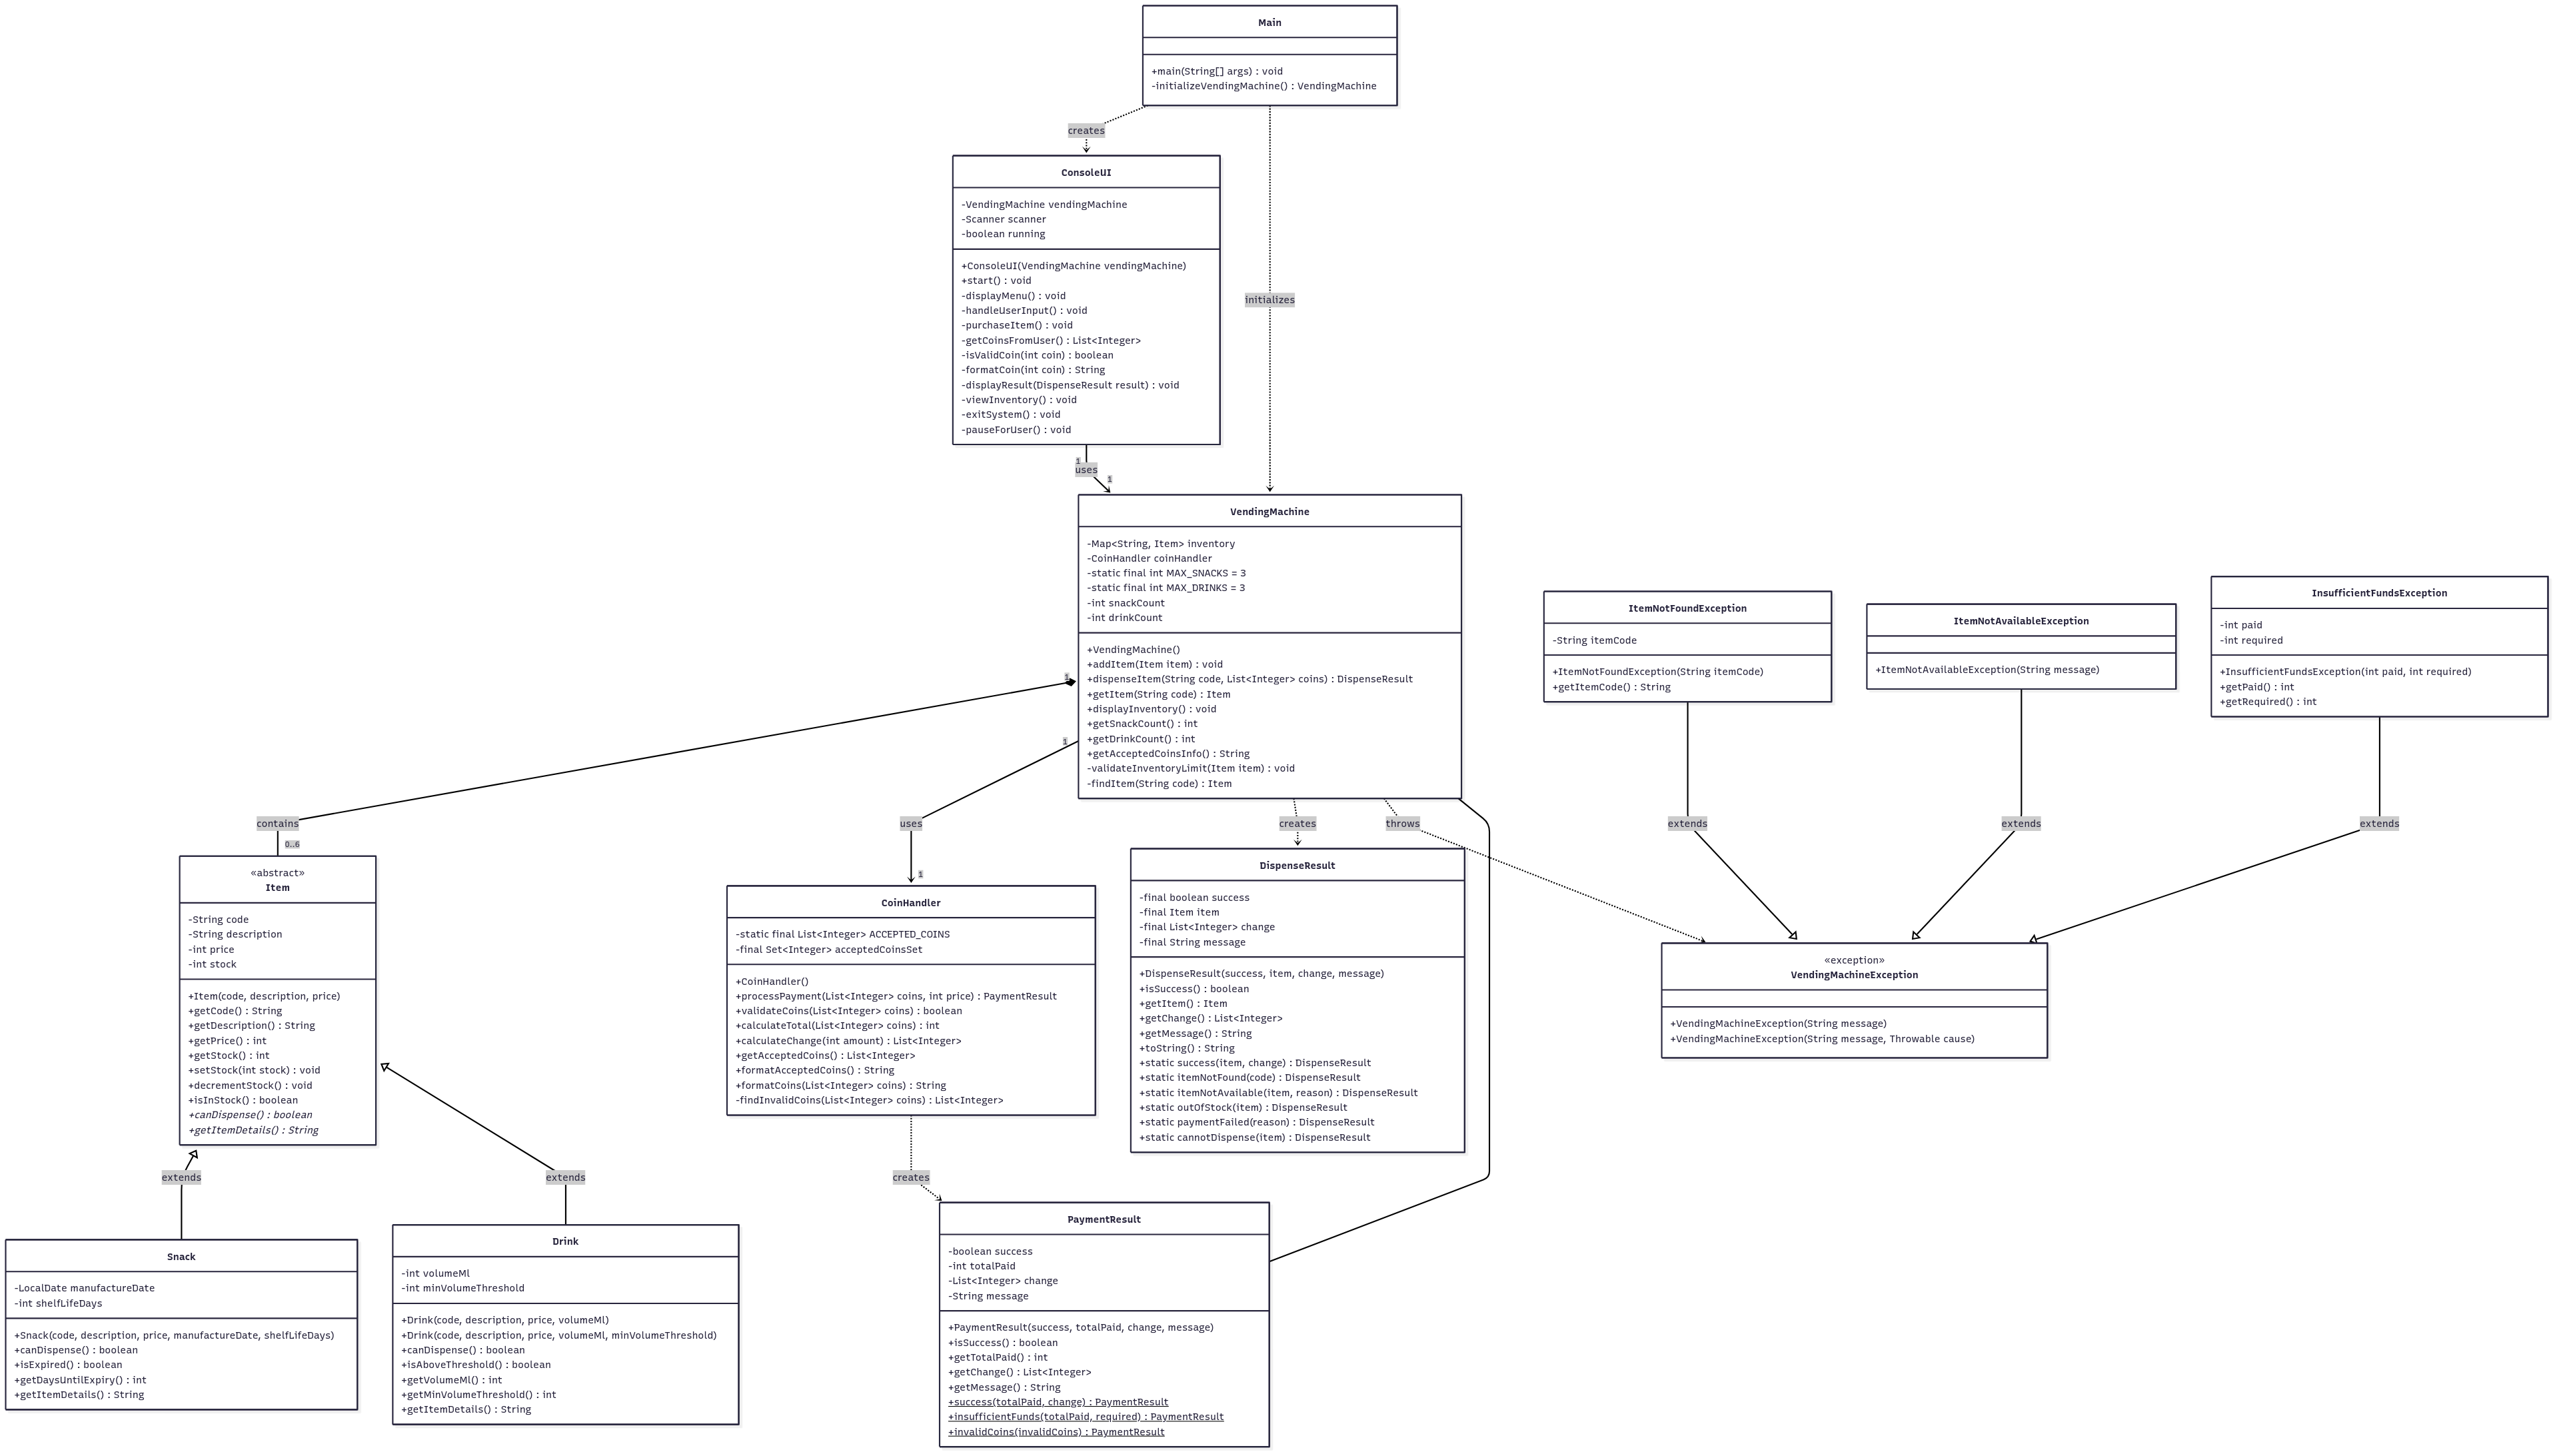 Main
+main(String[] args) : void
-initializeVendingMachine() : VendingMachine
creates
ConsoleUI
-VendingMachine vendingMachine
-Scanner scanner
-boolean running
+ConsoleUI(VendingMachine vendingMachine)
+start() : void
-displayMenu() : void
-handleUserInput() : void
-purchaseItem() : void
-getCoinsFromUser() : List<Integer>
-isValidCoin(int coin) : boolean
-formatCoin(int coin) : String
-displayResult(DispenseResult result) : void
-viewInventory() : void
-exitSystem() : void
-pauseForUser() : void
initializes
1
uses
1
VendingMachine
-Map<String, Item> inventory
-CoinHandler coinHandler
-static final int MAX_SNACKS = 3
-static final int MAX_DRINKS = 3
-int snackCount
-int drinkCount
+VendingMachine()
+addItem(Item item) : void
+dispenseItem(String code, List<Integer> coins) : DispenseResult
+getItem(String code) : Item
+displayInventory() : void
+getSnackCount() : int
+getDrinkCount() : int
+getAcceptedCoinsInfo() : String
-validateInventoryLimit(Item item) : void
-findItem(String code) : Item
ItemNotFoundException
-String itemCode
+ItemNotFoundException(String itemCode)
+getItemCode() : String
ItemNotAvailableException
+ItemNotAvailableException(String message)
InsufficientFundsException
-int paid
-int required
+InsufficientFundsException(int paid, int required)
+getPaid() : int
+getRequired() : int
1
1
contains
0..6
uses
1
creates
throws
extends
extends
extends
«abstract»
Item
-String code
-String description
-int price
-int stock
+Item(code, description, price)
+getCode() : String
+getDescription() : String
+getPrice() : int
+getStock() : int
+setStock(int stock) : void
+decrementStock() : void
+isInStock() : boolean
+canDispense() : boolean
+getItemDetails() : String
CoinHandler
-static final List<Integer> ACCEPTED_COINS
-final Set<Integer> acceptedCoinsSet
+CoinHandler()
+processPayment(List<Integer> coins, int price) : PaymentResult
+validateCoins(List<Integer> coins) : boolean
+calculateTotal(List<Integer> coins) : int
+calculateChange(int amount) : List<Integer>
+getAcceptedCoins() : List<Integer>
+formatAcceptedCoins() : String
+formatCoins(List<Integer> coins) : String
-findInvalidCoins(List<Integer> coins) : List<Integer>
DispenseResult
-final boolean success
-final Item item
-final List<Integer> change
-final String message
+DispenseResult(success, item, change, message)
+isSuccess() : boolean
+getItem() : Item
+getChange() : List<Integer>
+getMessage() : String
+toString() : String
+static success(item, change) : DispenseResult
+static itemNotFound(code) : DispenseResult
+static itemNotAvailable(item, reason) : DispenseResult
+static outOfStock(item) : DispenseResult
+static paymentFailed(reason) : DispenseResult
+static cannotDispense(item) : DispenseResult
«exception»
VendingMachineException
+VendingMachineException(String message)
+VendingMachineException(String message, Throwable cause)
extends
extends
creates
Snack
-LocalDate manufactureDate
-int shelfLifeDays
+Snack(code, description, price, manufactureDate, shelfLifeDays)
+canDispense() : boolean
+isExpired() : boolean
+getDaysUntilExpiry() : int
+getItemDetails() : String
Drink
-int volumeMl
-int minVolumeThreshold
+Drink(code, description, price, volumeMl)
+Drink(code, description, price, volumeMl, minVolumeThreshold)
+canDispense() : boolean
+isAboveThreshold() : boolean
+getVolumeMl() : int
+getMinVolumeThreshold() : int
+getItemDetails() : String
PaymentResult
-boolean success
-int totalPaid
-List<Integer> change
-String message
+PaymentResult(success, totalPaid, change, message)
+isSuccess() : boolean
+getTotalPaid() : int
+getChange() : List<Integer>
+getMessage() : String
+success(totalPaid, change) : PaymentResult
+insufficientFunds(totalPaid, required) : PaymentResult
+invalidCoins(invalidCoins) : PaymentResult